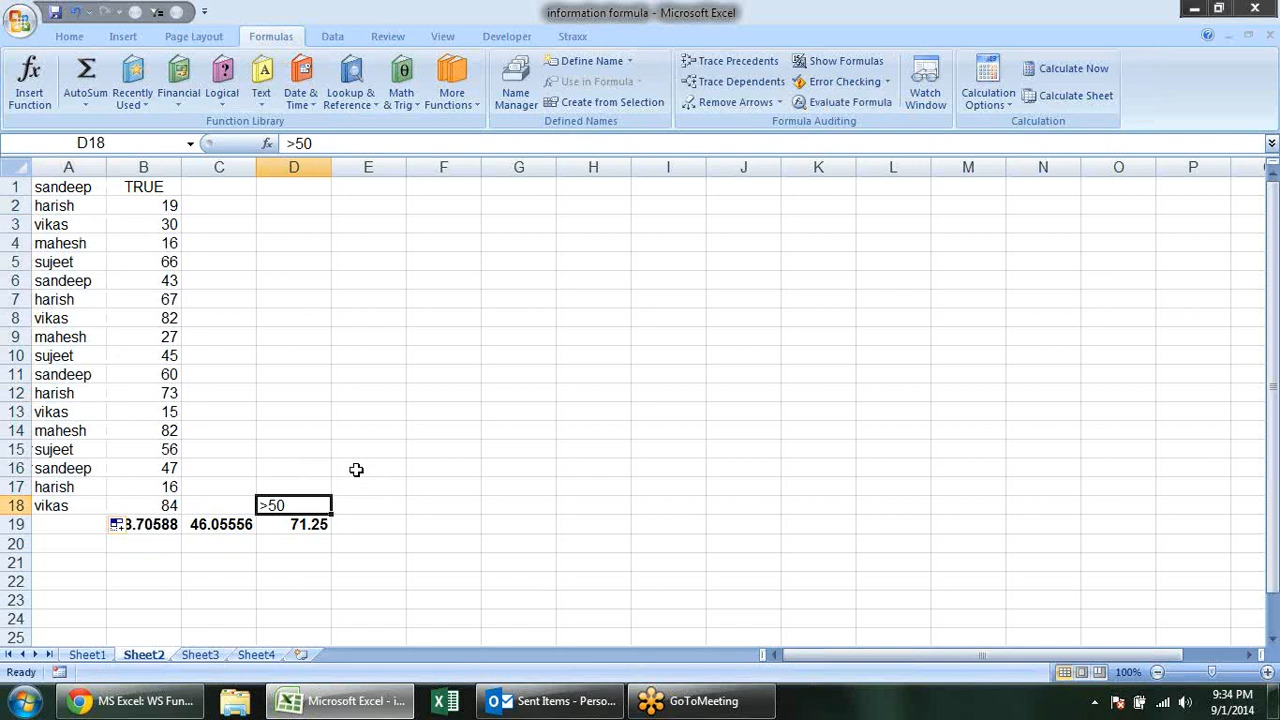 information formula - Microsoft Excel
Home Insert Page Layout Formulas Data Review View Developer Straxx
Insert Function
AutoSum
Recently Used
Financial
Logical
Text
Date & Time
Lookup & Reference
Math & Trig
More Functions
Function Library
Name Manager
Define Name
Use in Formula
Create from Selection
Defined Names
Trace Precedents
Trace Dependents
Remove Arrows
Show Formulas
Error Checking
Evaluate Formula
Formula Auditing
Watch Window
Calculation Options
Calculate Now
Calculate Sheet
Calculation
D18 fx >50
A B C D E F G H I J K L M N O P
1 sandeep TRUE
2 harish 19
3 vikas 30
4 mahesh 16
5 sujeet 66
6 sandeep 43
7 harish 67
8 vikas 82
9 mahesh 27
10 sujeet 45
11 sandeep 60
12 harish 73
13 vikas 15
14 mahesh 82
15 sujeet 56
16 sandeep 47
17 harish 16
18 vikas 84 >50
19 3.70588 46.05556 71.25
20
21
22
23
24
25
Sheet1 Sheet2 Sheet3 Sheet4
Ready 100%
MS Excel: WS Fun... Microsoft Excel - i... Sent Items - Perso... GoToMeeting
9:34 PM
9/1/2014